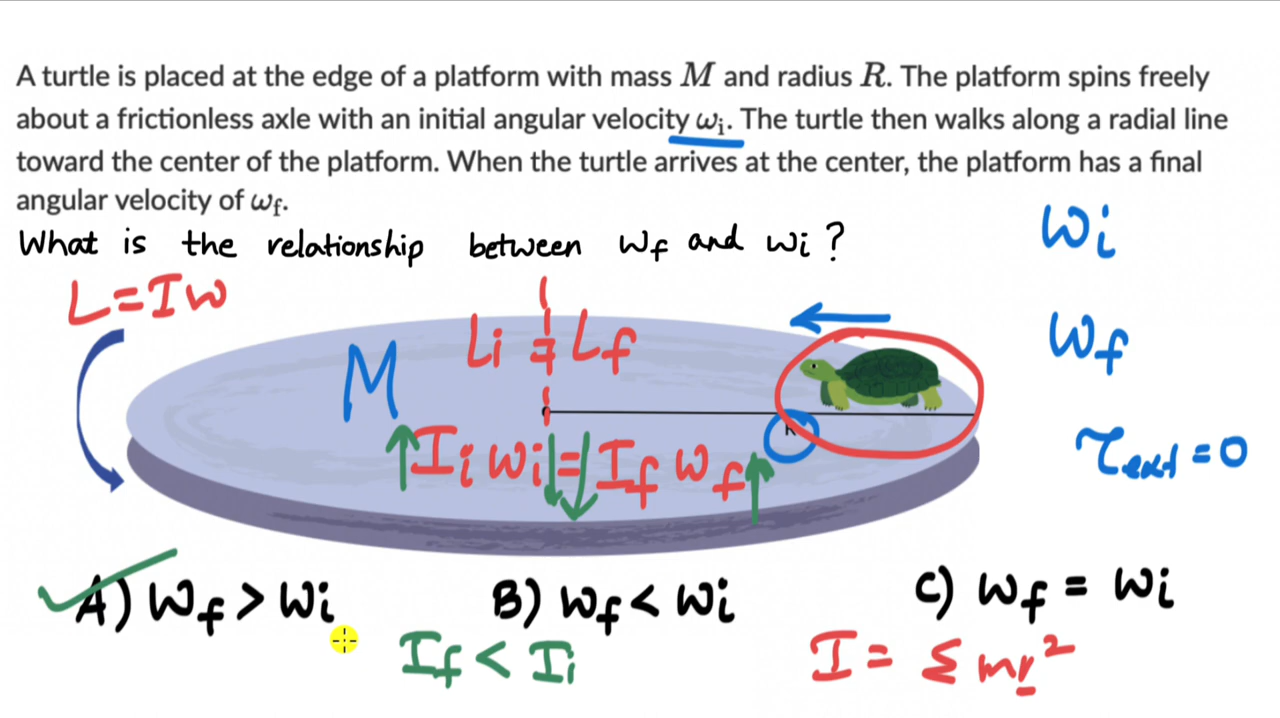 A turtle is placed at the edge of a platform with mass M and radius R. The platform spins freely
about a frictionless axle with an initial angular velocity ωi. The turtle then walks along a radial line
toward the center of the platform. When the turtle arrives at the center, the platform has a final
angular velocity of ωf.
What is the relationship between ωf and ωi?
ωi
L=Iω
Li = Lf
ωf
M
R
Iiωi=Ifωf
τext=0
A) ωf > ωi
B) ωf < ωi
C) ωf = ωi
If < Ii
I = Σmr²